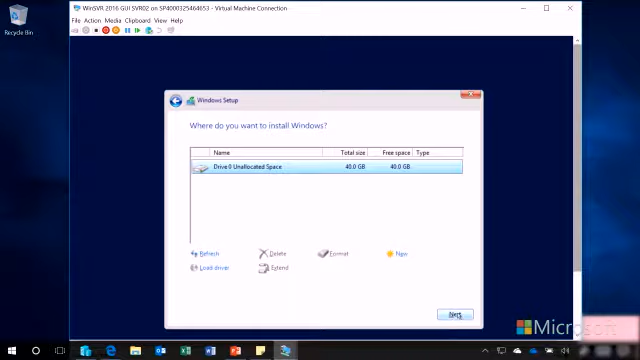 WinSVR 2016 GUI SVR02 on SP4000325464653 - Virtual Machine Connection
File Action Media Clipboard View Help
Recycle Bin
Windows Setup
Where do you want to install Windows?
Name Total size Free space Type
Drive 0 Unallocated Space 40.0 GB 40.0 GB
Refresh Delete Format New
Load driver Extend
Next
Microsoft